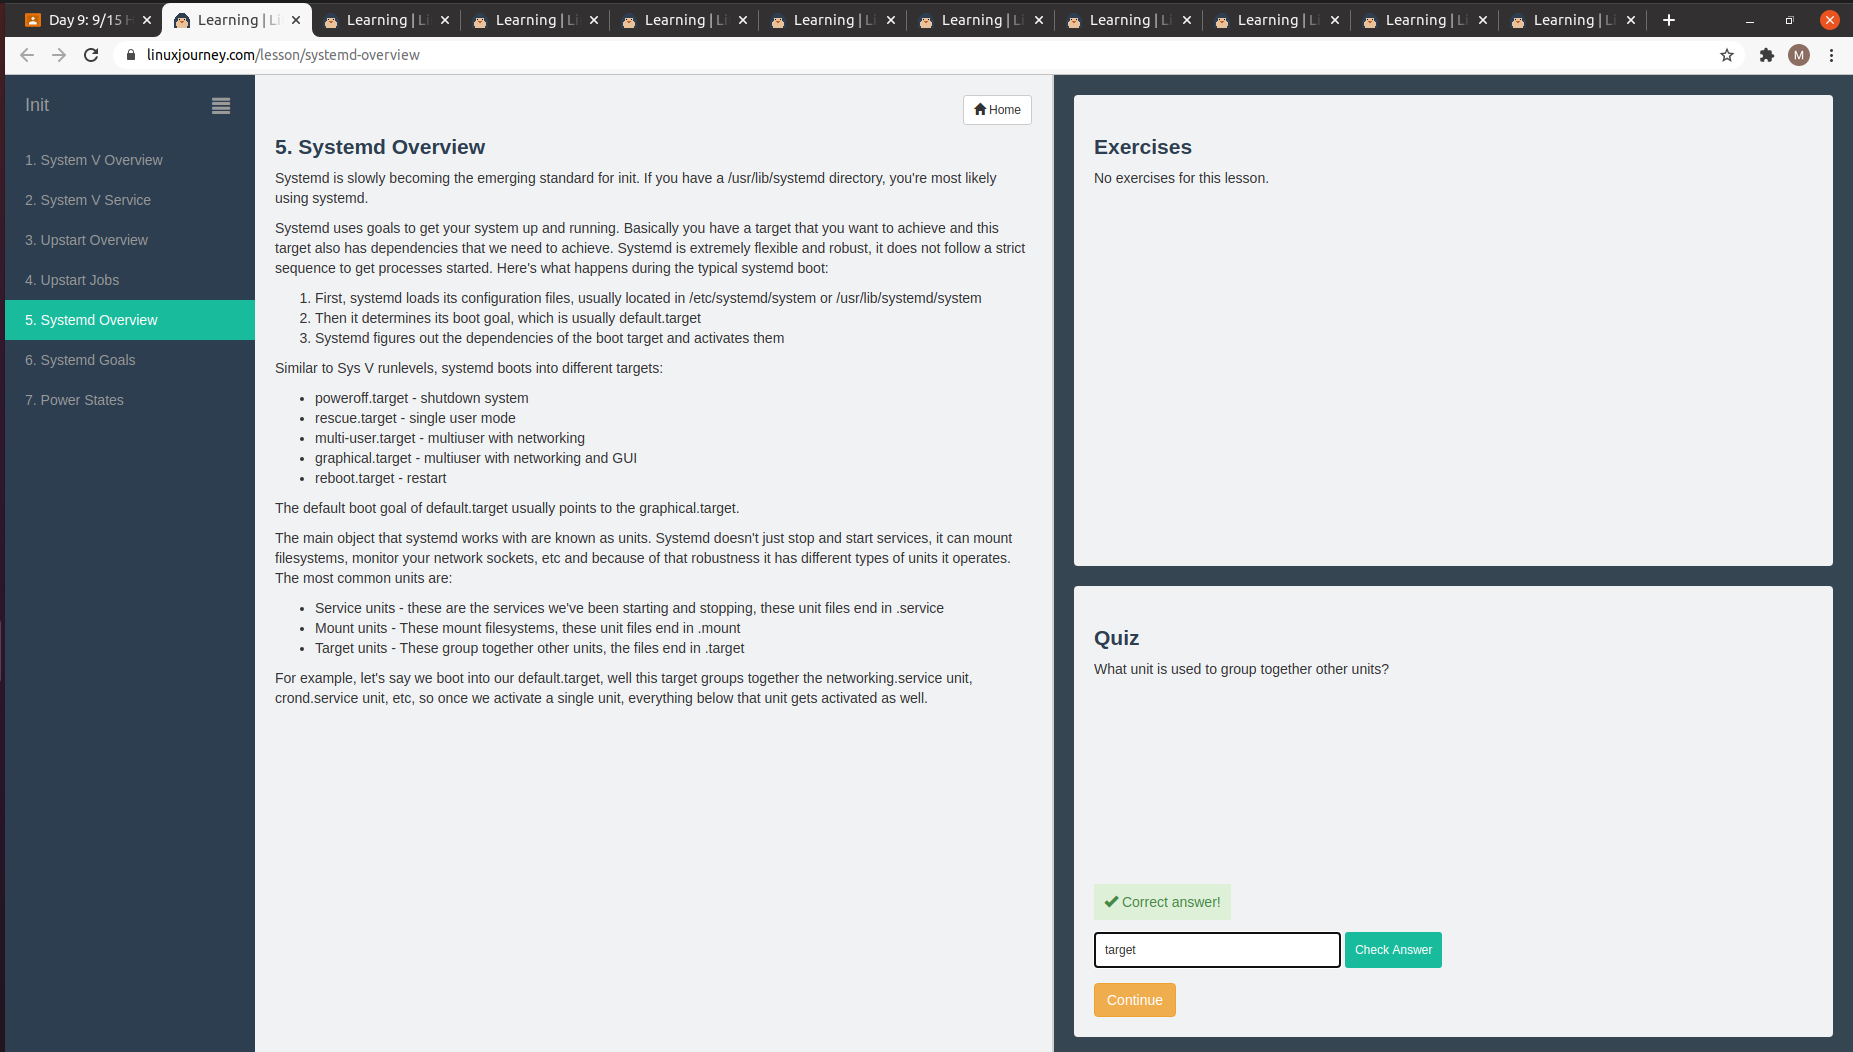 Day 9: 9/15 H
Learning | Li
Learning | Li
Learning | Li
Learning | Li
Learning | Li
Learning | Li
Learning | Li
Learning | Li
Learning | Li
Learning | Li
linuxjourney.com/lesson/systemd-overview
M
Init
1. System V Overview
2. System V Service
3. Upstart Overview
4. Upstart Jobs
5. Systemd Overview
6. Systemd Goals
7. Power States
Home
5. Systemd Overview
Systemd is slowly becoming the emerging standard for init. If you have a /usr/lib/systemd directory, you're most likely
using systemd.
Systemd uses goals to get your system up and running. Basically you have a target that you want to achieve and this
target also has dependencies that we need to achieve. Systemd is extremely flexible and robust, it does not follow a strict
sequence to get processes started. Here's what happens during the typical systemd boot:
1. First, systemd loads its configuration files, usually located in /etc/systemd/system or /usr/lib/systemd/system
2. Then it determines its boot goal, which is usually default.target
3. Systemd figures out the dependencies of the boot target and activates them
Similar to Sys V runlevels, systemd boots into different targets:
• poweroff.target - shutdown system
• rescue.target - single user mode
• multi-user.target - multiuser with networking
• graphical.target - multiuser with networking and GUI
• reboot.target - restart
The default boot goal of default.target usually points to the graphical.target.
The main object that systemd works with are known as units. Systemd doesn't just stop and start services, it can mount
filesystems, monitor your network sockets, etc and because of that robustness it has different types of units it operates.
The most common units are:
• Service units - these are the services we've been starting and stopping, these unit files end in .service
• Mount units - These mount filesystems, these unit files end in .mount
• Target units - These group together other units, the files end in .target
For example, let's say we boot into our default.target, well this target groups together the networking.service unit,
crond.service unit, etc, so once we activate a single unit, everything below that unit gets activated as well.
Exercises
No exercises for this lesson.
Quiz
What unit is used to group together other units?
Correct answer!
target
Check Answer
Continue